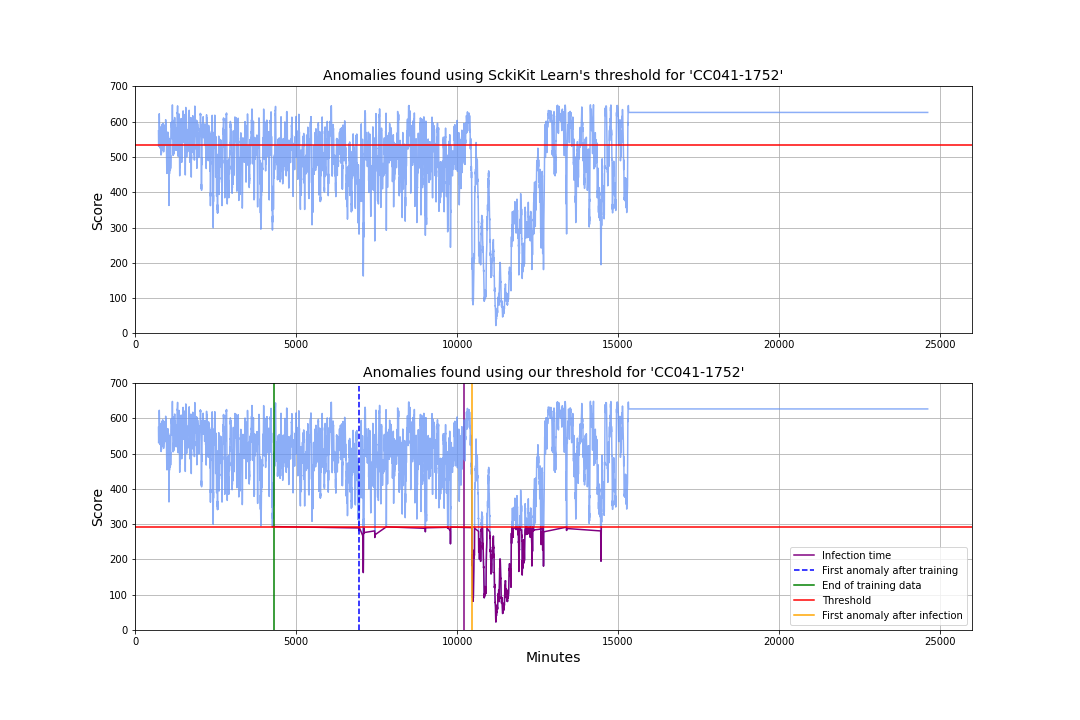 Anomalies found using SckiKit Learn's threshold for 'CC041-1752'
700
600
500
400
300
200
100
0
Score
0 5000 10000 15000 20000 25000
Anomalies found using our threshold for 'CC041-1752'
700
600
500
400
300
200
100
0
Score
Infection time
First anomaly after training
End of training data
Threshold
First anomaly after infection
0 5000 10000 15000 20000 25000
Minutes